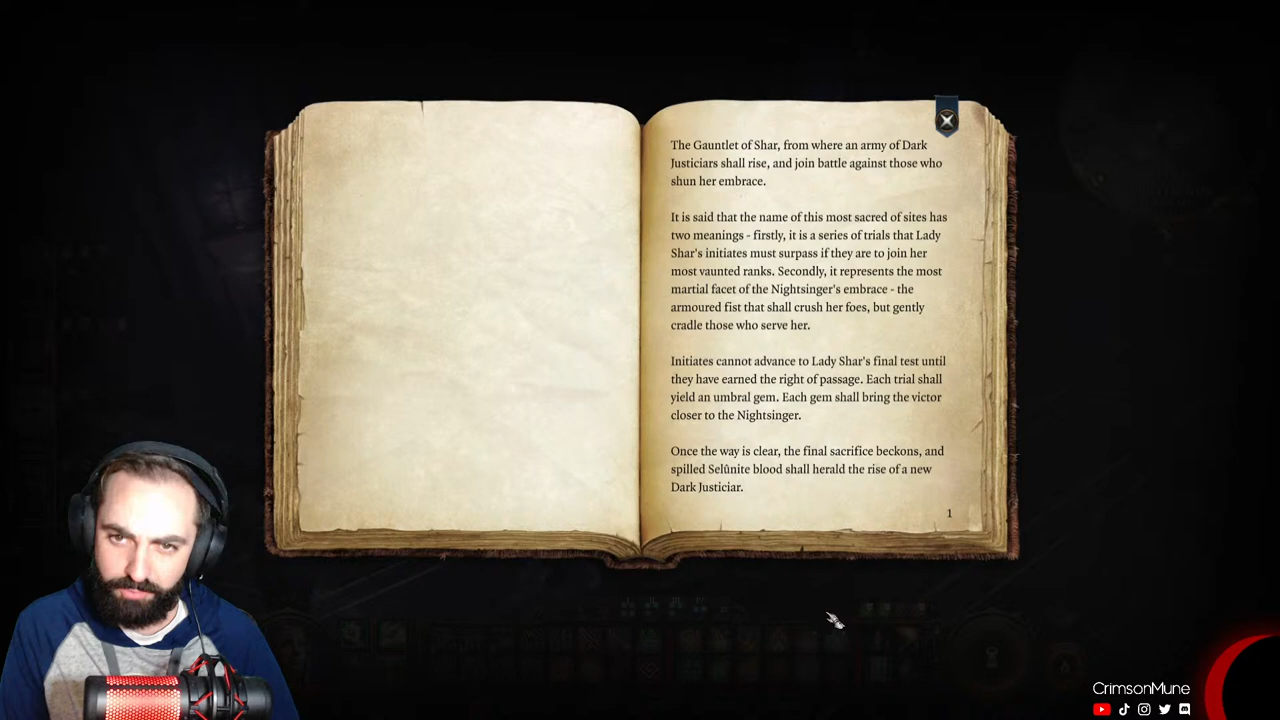 The Gauntlet of Shar, from where an army of Dark
Justiciars shall rise, and join battle against those who
shun her embrace.
It is said that the name of this most sacred of sites has
two meanings - firstly, it is a series of trials that Lady
Shar's initiates must surpass if they are to join her
most vaunted ranks. Secondly, it represents the most
martial facet of the Nightsinger's embrace - the
armoured fist that shall crush her foes, but gently
cradle those who serve her.
Initiates cannot advance to Lady Shar's final test until
they have earned the right of passage. Each trial shall
yield an umbral gem. Each gem shall bring the victor
closer to the Nightsinger.
Once the way is clear, the final sacrifice beckons, and
spilled Selûnite blood shall herald the rise of a new
Dark Justiciar.
1
CrimsonMune